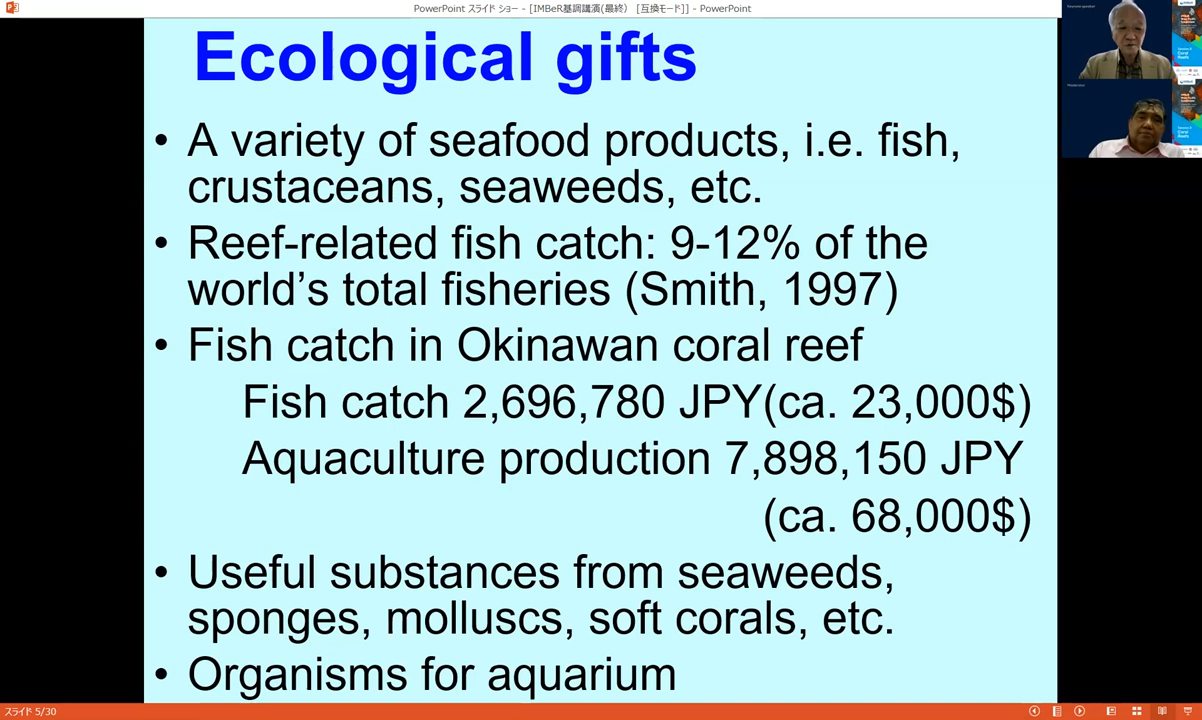 PowerPoint スライド ショー - [IMBeR基調講演(最終) [互換モード]] - PowerPoint
Ecological gifts
• A variety of seafood products, i.e. fish,
crustaceans, seaweeds, etc.
• Reef-related fish catch: 9-12% of the
world's total fisheries (Smith, 1997)
• Fish catch in Okinawan coral reef
Fish catch 2,696,780 JPY(ca. 23,000$)
Aquaculture production 7,898,150 JPY
(ca. 68,000$)
• Useful substances from seaweeds,
sponges, molluscs, soft corals, etc.
• Organisms for aquarium
スライド 5/30